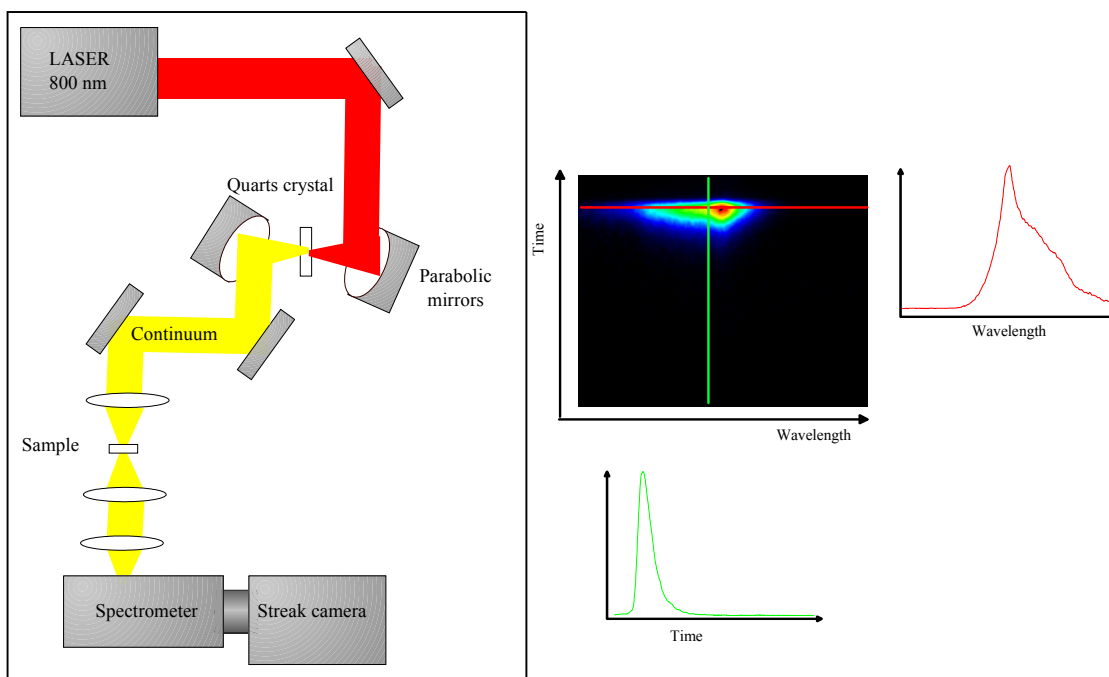 LASER
800 nm
Quarts crystal
Parabolic
mirrors
Continuum
Sample
Spectrometer
Streak camera
Time
Wavelength
Wavelength
Time